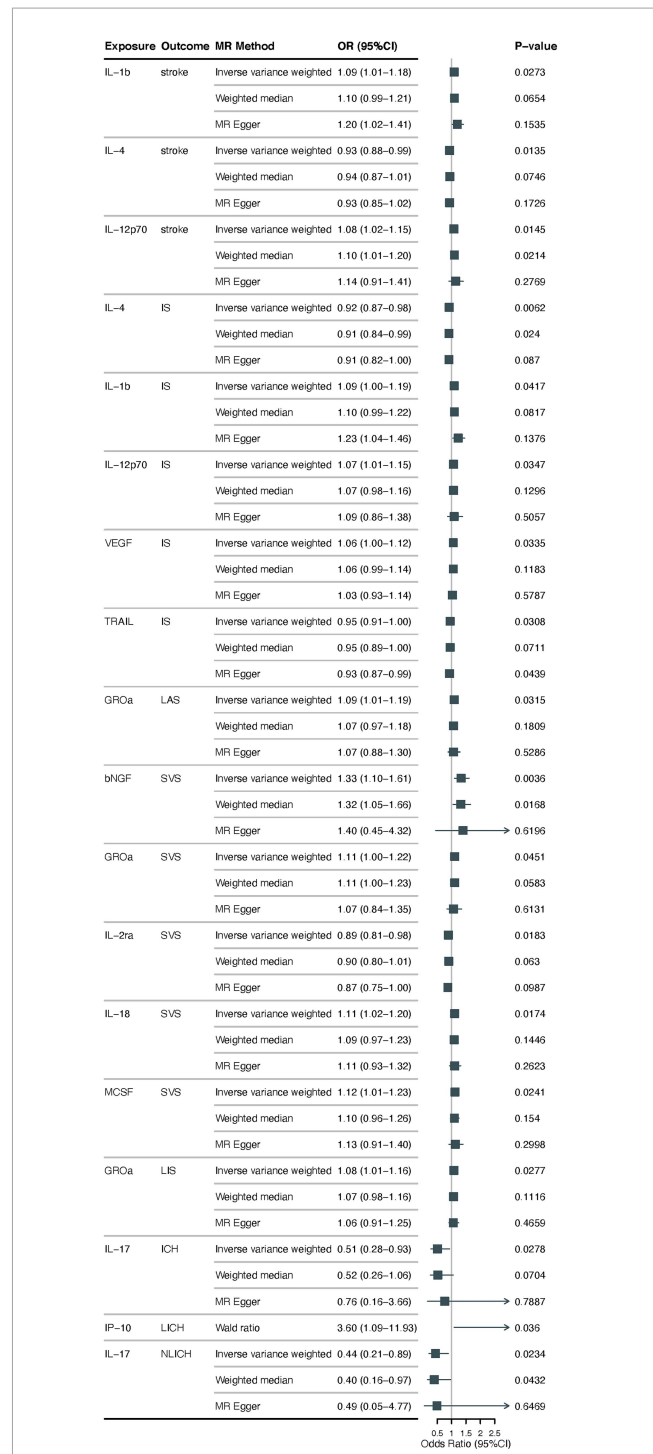 Exposure Outcome MR Method OR (95%CI) P−value
IL−1b stroke Inverse variance weighted 1.09 (1.01−1.18) 0.0273
Weighted median 1.10 (0.99−1.21) 0.0654
MR Egger 1.20 (1.02−1.41) 0.1535
IL−4 stroke Inverse variance weighted 0.93 (0.88−0.99) 0.0135
Weighted median 0.94 (0.87−1.01) 0.0746
MR Egger 0.93 (0.85−1.02) 0.1726
IL−12p70 stroke Inverse variance weighted 1.08 (1.02−1.15) 0.0145
Weighted median 1.10 (1.01−1.20) 0.0214
MR Egger 1.14 (0.91−1.41) 0.2769
IL−4 IS Inverse variance weighted 0.92 (0.87−0.98) 0.0062
Weighted median 0.91 (0.84−0.99) 0.024
MR Egger 0.91 (0.82−1.00) 0.087
IL−1b IS Inverse variance weighted 1.09 (1.00−1.19) 0.0417
Weighted median 1.10 (0.99−1.22) 0.0817
MR Egger 1.23 (1.04−1.46) 0.1376
IL−12p70 IS Inverse variance weighted 1.07 (1.01−1.15) 0.0347
Weighted median 1.07 (0.98−1.16) 0.1296
MR Egger 1.09 (0.86−1.38) 0.5057
VEGF IS Inverse variance weighted 1.06 (1.00−1.12) 0.0335
Weighted median 1.06 (0.99−1.14) 0.1183
MR Egger 1.03 (0.93−1.14) 0.5787
TRAIL IS Inverse variance weighted 0.95 (0.91−1.00) 0.0308
Weighted median 0.95 (0.89−1.00) 0.0711
MR Egger 0.93 (0.87−0.99) 0.0439
GROa LAS Inverse variance weighted 1.09 (1.01−1.19) 0.0315
Weighted median 1.07 (0.97−1.18) 0.1809
MR Egger 1.07 (0.88−1.30) 0.5286
bNGF SVS Inverse variance weighted 1.33 (1.10−1.61) 0.0036
Weighted median 1.32 (1.05−1.66) 0.0168
MR Egger 1.40 (0.45−4.32) 0.6196
GROa SVS Inverse variance weighted 1.11 (1.00−1.22) 0.0451
Weighted median 1.11 (1.00−1.23) 0.0583
MR Egger 1.07 (0.84−1.35) 0.6131
IL−2ra SVS Inverse variance weighted 0.89 (0.81−0.98) 0.0183
Weighted median 0.90 (0.80−1.01) 0.063
MR Egger 0.87 (0.75−1.00) 0.0987
IL−18 SVS Inverse variance weighted 1.11 (1.02−1.20) 0.0174
Weighted median 1.09 (0.97−1.23) 0.1446
MR Egger 1.11 (0.93−1.32) 0.2623
MCSF SVS Inverse variance weighted 1.12 (1.01−1.23) 0.0241
Weighted median 1.10 (0.96−1.26) 0.154
MR Egger 1.13 (0.91−1.40) 0.2998
GROa LIS Inverse variance weighted 1.08 (1.01−1.16) 0.0277
Weighted median 1.07 (0.98−1.16) 0.1116
MR Egger 1.06 (0.91−1.25) 0.4659
IL−17 ICH Inverse variance weighted 0.51 (0.28−0.93) 0.0278
Weighted median 0.52 (0.26−1.06) 0.0704
MR Egger 0.76 (0.16−3.66) 0.7887
IP−10 LICH Wald ratio 3.60 (1.09−11.93) 0.036
IL−17 NLICH Inverse variance weighted 0.44 (0.21−0.89) 0.0234
Weighted median 0.40 (0.16−0.97) 0.0432
MR Egger 0.49 (0.05−4.77) 0.6469
0.5 1 1.5 2 2.5
Odds Ratio (95%CI)